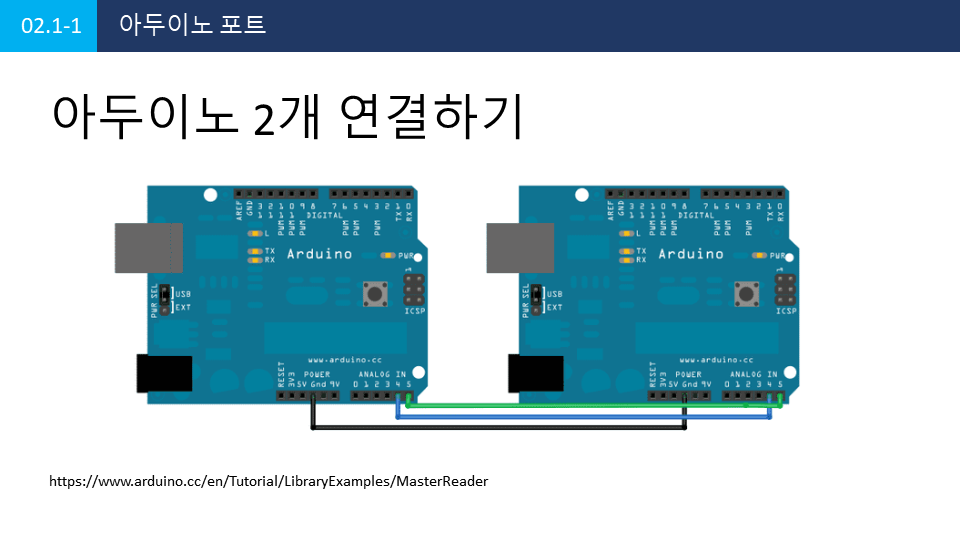 02.1-1 아두이노 포트
아두이노 2개 연결하기
AREF GND 13 12 11 10 9 8 7 6 5 4 3 2 TX 1 RX 0
PWM PWM PWM DIGITAL PWM PWM PWM
L
TX
RX
Arduino
PWR
1
ICSP
PWR SEL
USB
EXT
www.arduino.cc
POWER ANALOG IN
RESET 3V3 5V Gnd 9V 0 1 2 3 4 5
AREF GND 13 12 11 10 9 8 7 6 5 4 3 2 TX 1 RX 0
PWM PWM PWM DIGITAL PWM PWM PWM
L
TX
RX
Arduino
PWR
1
ICSP
PWR SEL
USB
EXT
www.arduino.cc
POWER ANALOG IN
RESET 3V3 5V Gnd 9V 0 1 2 3 4 5
https://www.arduino.cc/en/Tutorial/LibraryExamples/MasterReader